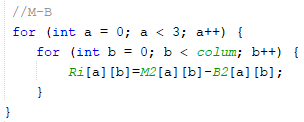 //M-B
for (int a = 0; a < 3; a++) {
for (int b = 0; b < colum; b++) {
Ri[a][b]=M2[a][b]-B2[a][b];
}
}